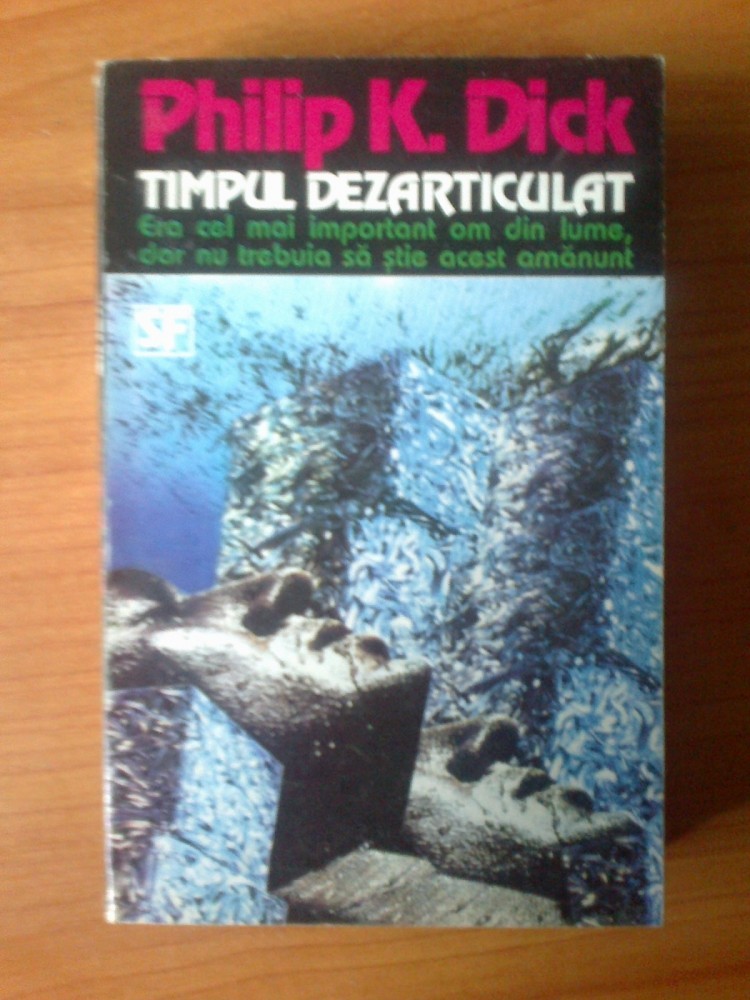 Philip K. Dick
TIMPUL DEZARTICULAT
Era cel mai important om din lume,
dar nu trebuia să știe acest amănunt
SF